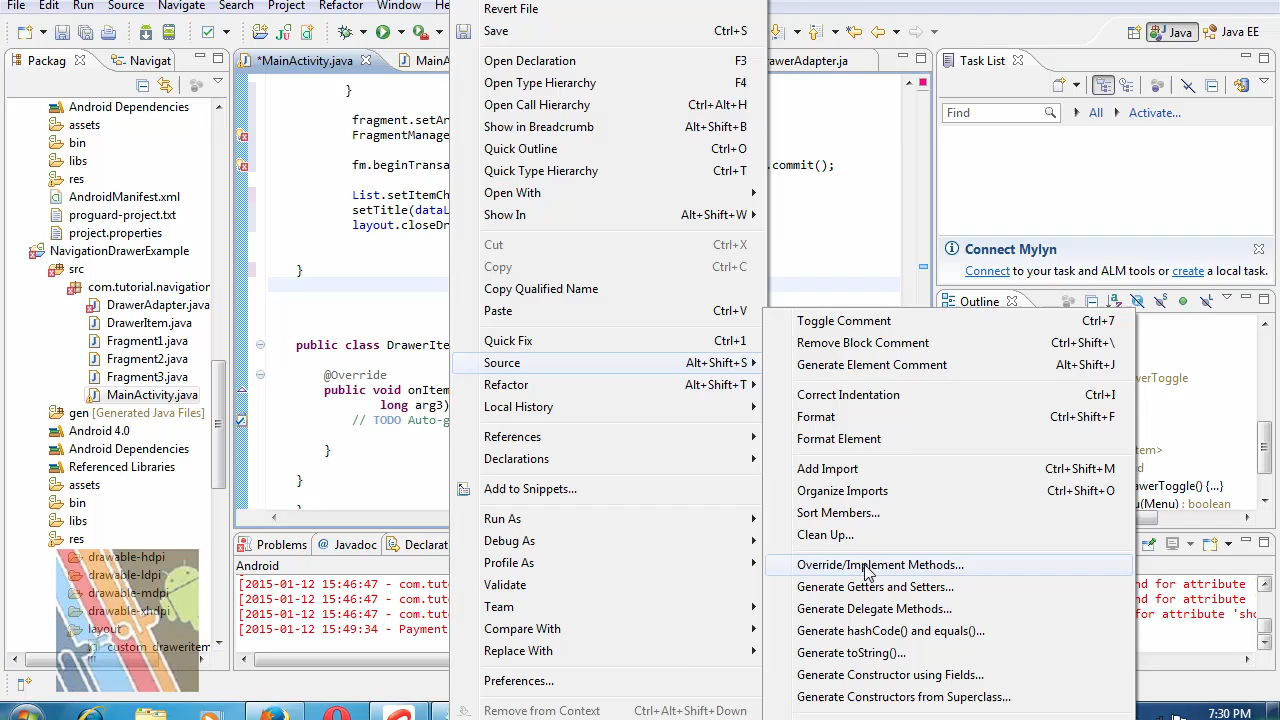 File Edit Run Source Navigate Search Project Refactor Window
Java
Java EE
Packag
Navigat
*MainActivity.java
Android Dependencies
assets
bin
libs
res
AndroidManifest.xml
proguard-project.txt
project.properties
NavigationDrawerExample
src
com.tutorial.navigation
DrawerAdapter.java
DrawerItem.java
Fragment1.java
Fragment2.java
Fragment3.java
MainActivity.java
gen [Generated Java Files]
Android 4.0
Android Dependencies
Referenced Libraries
assets
bin
libs
res
drawable-hdpi
drawable-ldpi
drawable-mdpi
drawable-xhdpi
layout
custom_draweritem
}
fragment.setAr
FragmentManage
fm.beginTransa
.commit();
List.setItemCh
setTitle(dataL
layout.closeDr
}
public class DrawerIte
@Override
public void onItem
long arg3)
// TODO Auto-g
}
}
Problems
Javadoc
Declarat
Android
[2015-01-12 15:46:47 - com.tuto
[2015-01-12 15:46:47 - com.tuto
[2015-01-12 15:46:47 - com.tuto
[2015-01-12 15:49:34 - Payment
Revert File
Save Ctrl+S
Open Declaration F3
Open Type Hierarchy F4
Open Call Hierarchy Ctrl+Alt+H
Show in Breadcrumb Alt+Shift+B
Quick Outline Ctrl+O
Quick Type Hierarchy Ctrl+T
Open With
Show In Alt+Shift+W
Cut Ctrl+X
Copy Ctrl+C
Copy Qualified Name
Paste Ctrl+V
Quick Fix Ctrl+1
Source Alt+Shift+S
Refactor Alt+Shift+T
Local History
References
Declarations
Add to Snippets...
Run As
Debug As
Profile As
Validate
Team
Compare With
Replace With
Preferences...
Remove from Context Ctrl+Alt+Shift+Down
Toggle Comment Ctrl+7
Remove Block Comment Ctrl+Shift+\
Generate Element Comment Alt+Shift+J
Correct Indentation Ctrl+I
Format Ctrl+Shift+F
Format Element
Add Import Ctrl+Shift+M
Organize Imports Ctrl+Shift+O
Sort Members...
Clean Up...
Override/Implement Methods...
Generate Getters and Setters...
Generate Delegate Methods...
Generate hashCode() and equals()...
Generate toString()...
Generate Constructor using Fields...
Generate Constructors from Superclass...
rawerAdapter.ja
Task List
Find
All
Activate...
Connect Mylyn
Connect to your task and ALM tools or create a local task.
Outline
DrawerToggle
tem>
awerToggle() {...}
nu(Menu) : boolean
nd for attribute
nd for attribute
for attribute 'sho
7:30 PM